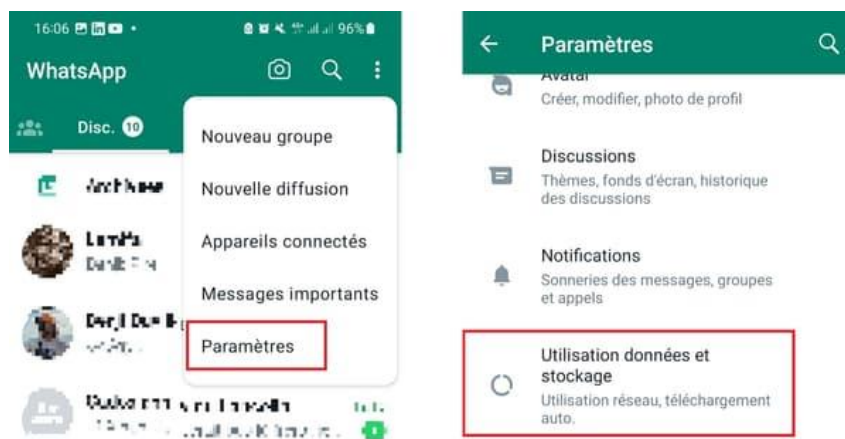 16:06
96%
WhatsApp
Disc. 10
Nouveau groupe
Nouvelle diffusion
Appareils connectés
Messages importants
Paramètres
Paramètres
Avatar
Créer, modifier, photo de profil
Discussions
Thèmes, fonds d'écran, historique
des discussions
Notifications
Sonneries des messages, groupes
et appels
Utilisation données et
stockage
Utilisation réseau, téléchargement
auto.